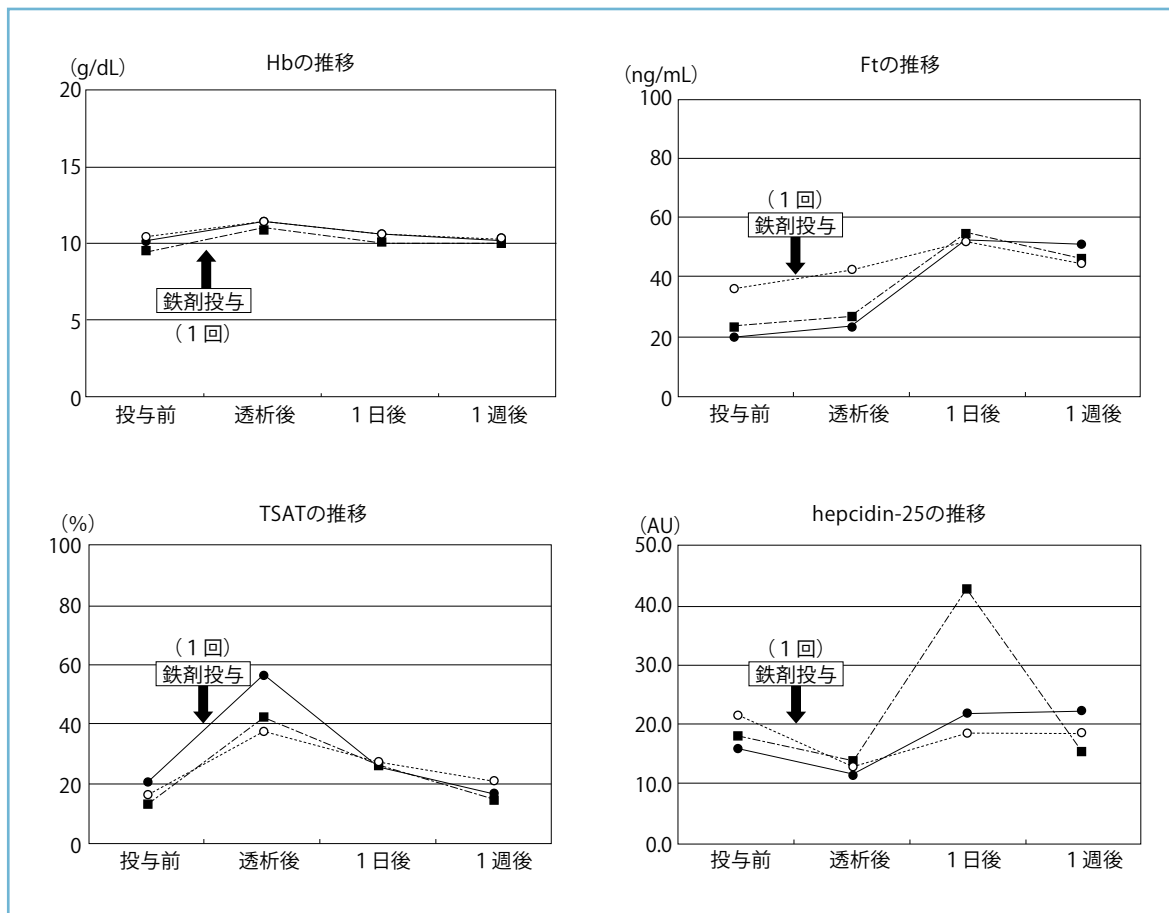 Hbの推移
（g/dL）
20
15
10
5
0
鉄剤投与
（１回）
投与前 透析後 １日後 １週後
Ftの推移
（ng/mL）
100
80
60
40
20
0
（１回）
鉄剤投与
投与前 透析後 １日後 １週後
TSATの推移
（%）
100
80
60
40
20
0
（１回）
鉄剤投与
投与前 透析後 １日後 １週後
hepcidin-25の推移
（AU）
50.0
40.0
30.0
20.0
10.0
0.0
（１回）
鉄剤投与
投与前 透析後 １日後 １週後